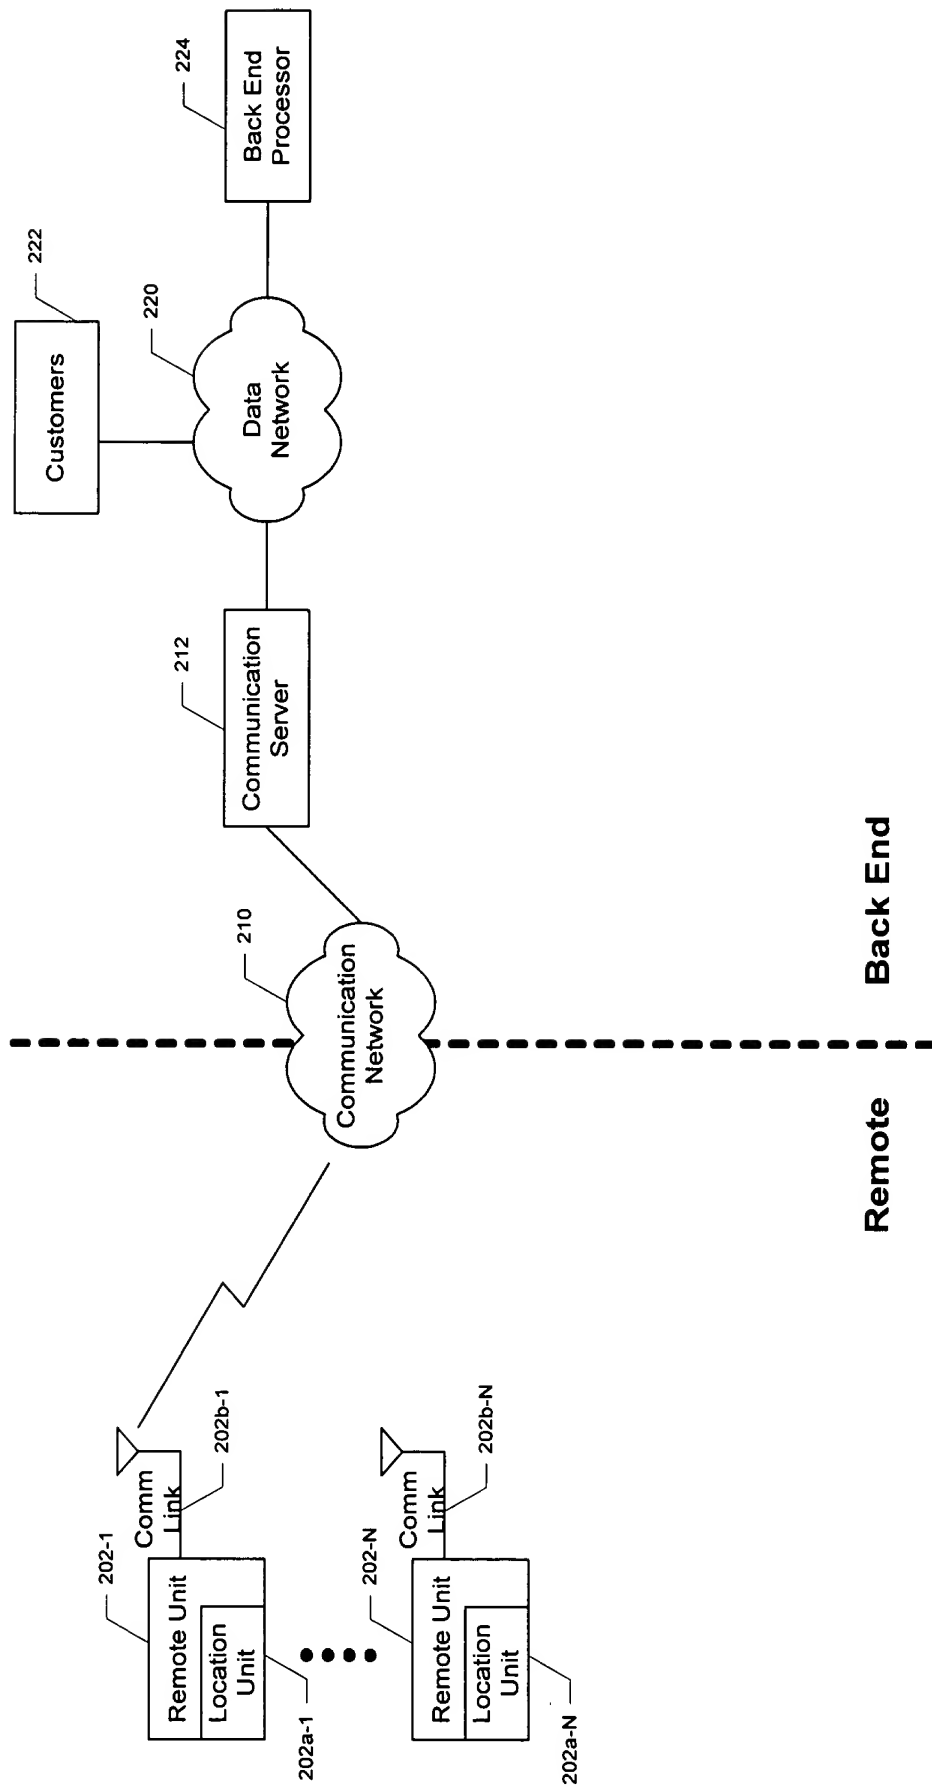 202-1
Remote Unit
Location
Unit
202a-1
Comm
Link
202b-1
202-N
Remote Unit
Location
Unit
202a-N
Comm
Link
202b-N
210
Communication
Network
212
Communication
Server
220
Data
Network
222
Customers
224
Back End
Processor
Remote
Back End